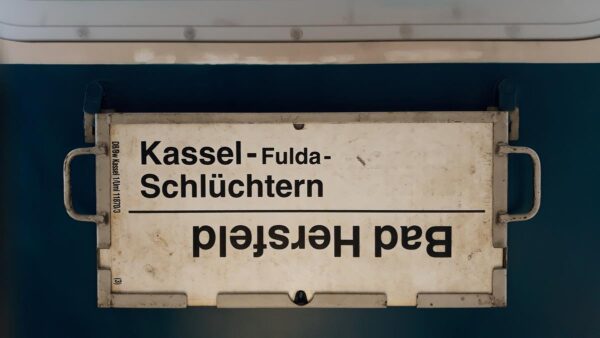 Kassel - Fulda -
Schlüchtern
Bad Hersfeld